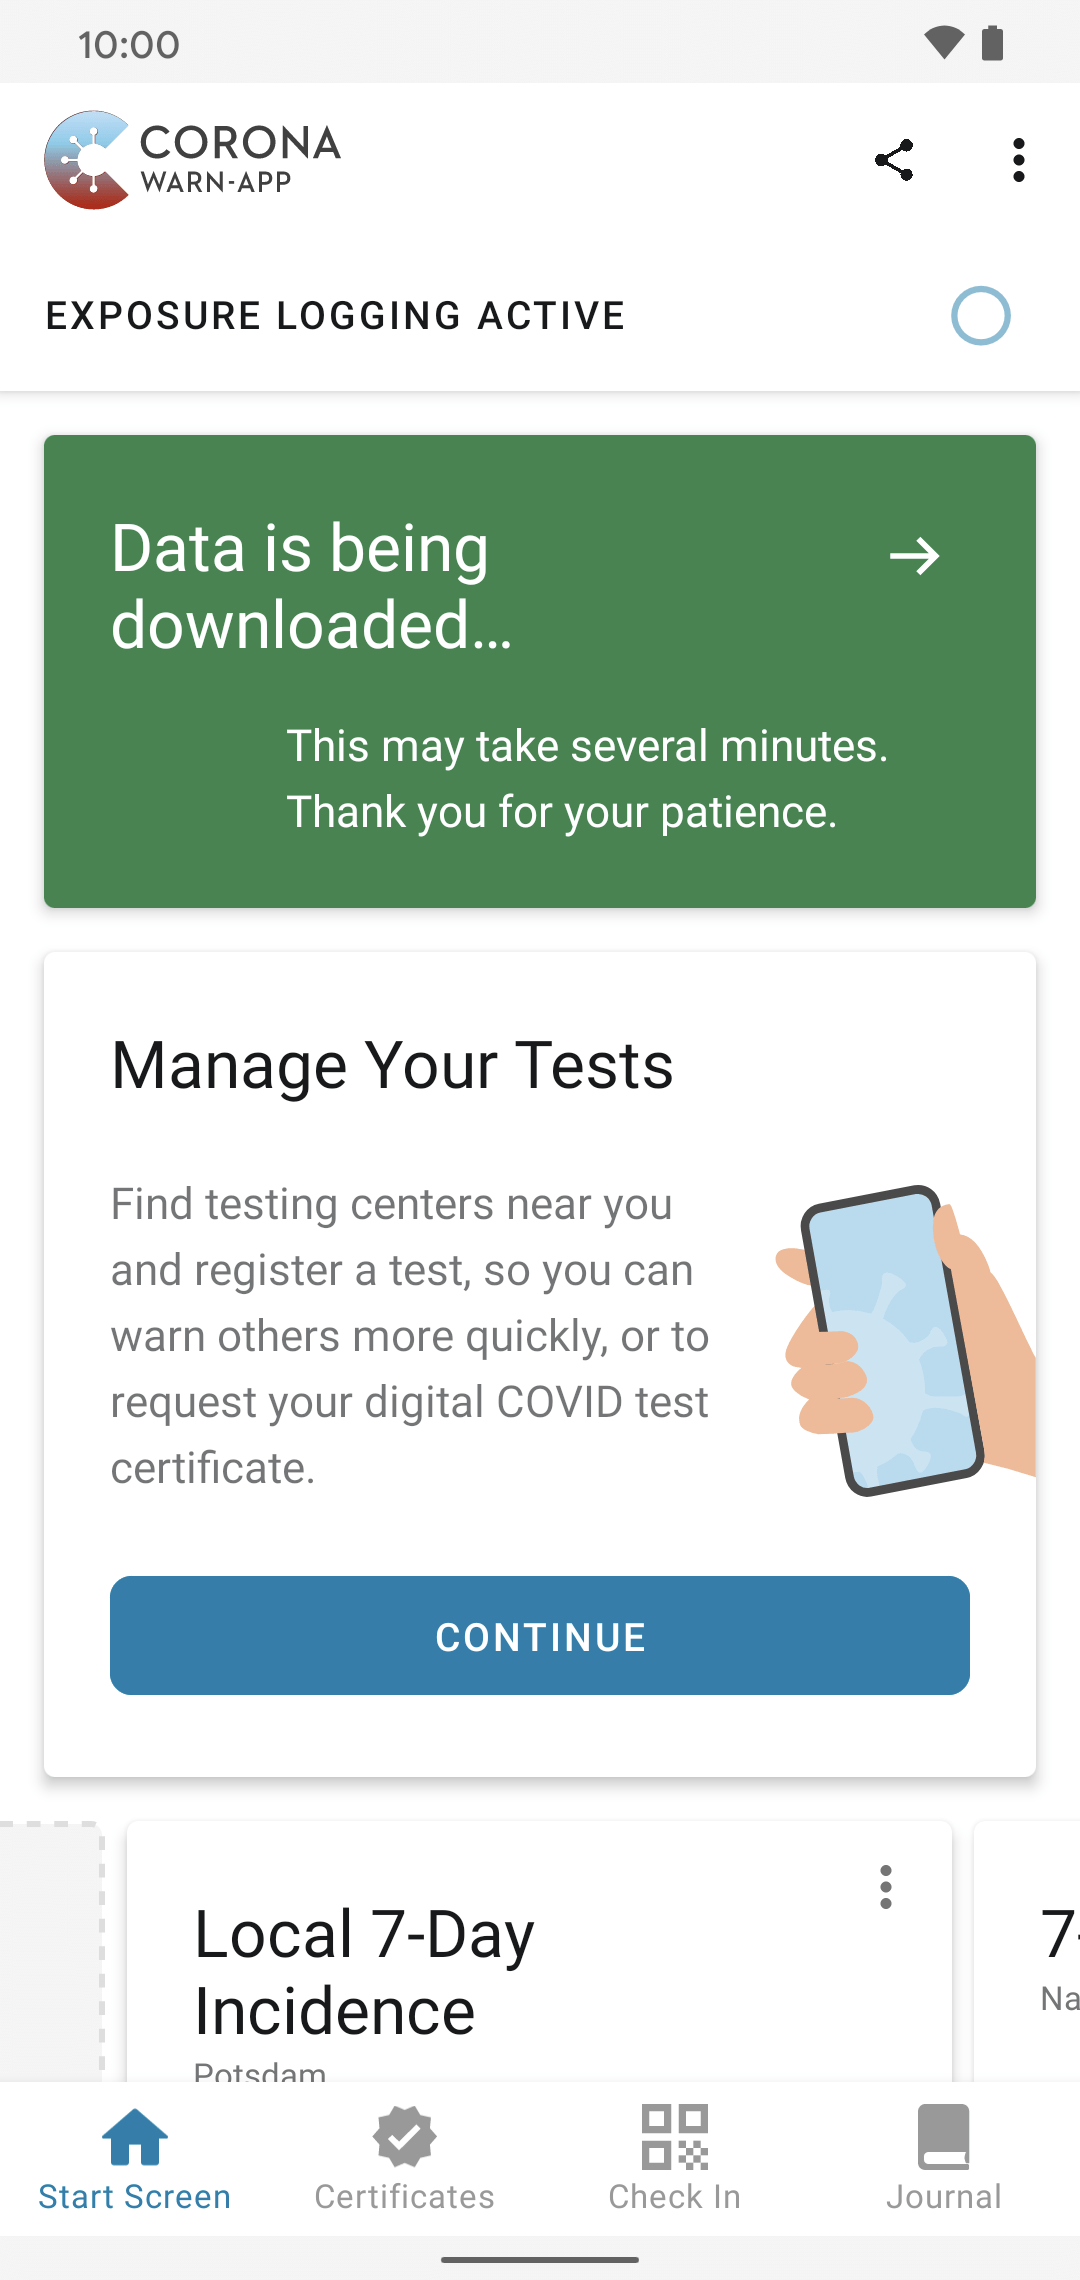 10:00
CORONA
WARN-APP
EXPOSURE LOGGING ACTIVE
Data is being
downloaded…
This may take several minutes.
Thank you for your patience.
Manage Your Tests
Find testing centers near you
and register a test, so you can
warn others more quickly, or to
request your digital COVID test
certificate.
CONTINUE
Local 7-Day
Incidence
Potsdam
7-
Na
Start Screen
Certificates
Check In
Journal